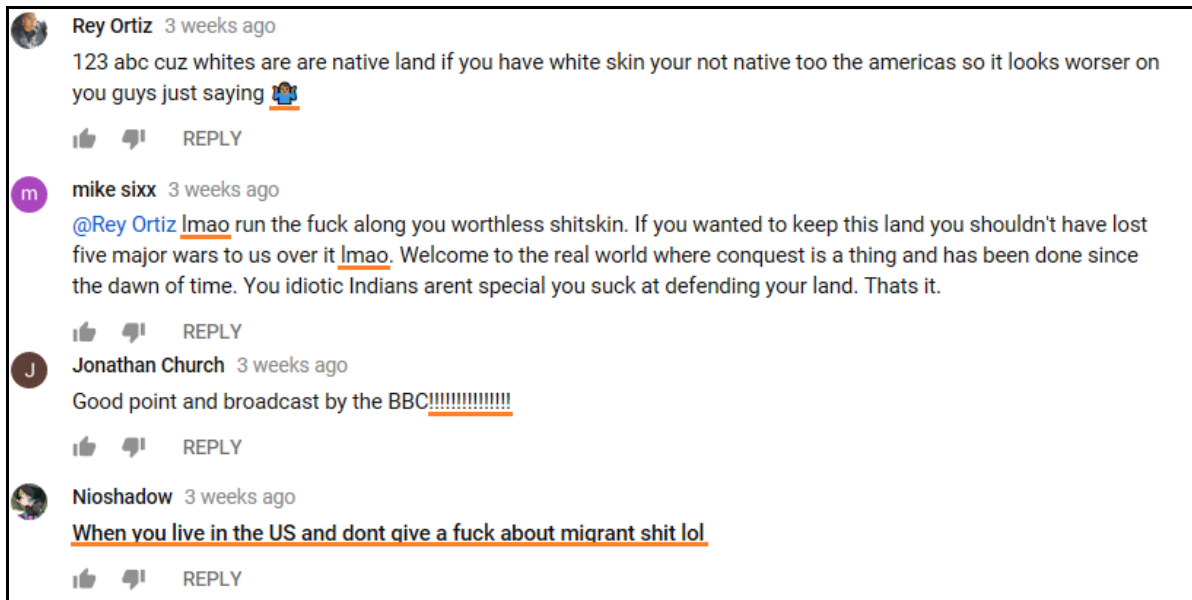 Rey Ortiz 3 weeks ago
123 abc cuz whites are are native land if you have white skin your not native too the americas so it looks worser on
you guys just saying 🤷🏽‍♂️
REPLY
m
mike sixx 3 weeks ago
@Rey Ortiz lmao run the fuck along you worthless shitskin. If you wanted to keep this land you shouldn't have lost
five major wars to us over it lmao. Welcome to the real world where conquest is a thing and has been done since
the dawn of time. You idiotic Indians arent special you suck at defending your land. Thats it.
REPLY
J
Jonathan Church 3 weeks ago
Good point and broadcast by the BBC!!!!!!!!!!!!!!!
REPLY
Nioshadow 3 weeks ago
When you live in the US and dont give a fuck about migrant shit lol
REPLY